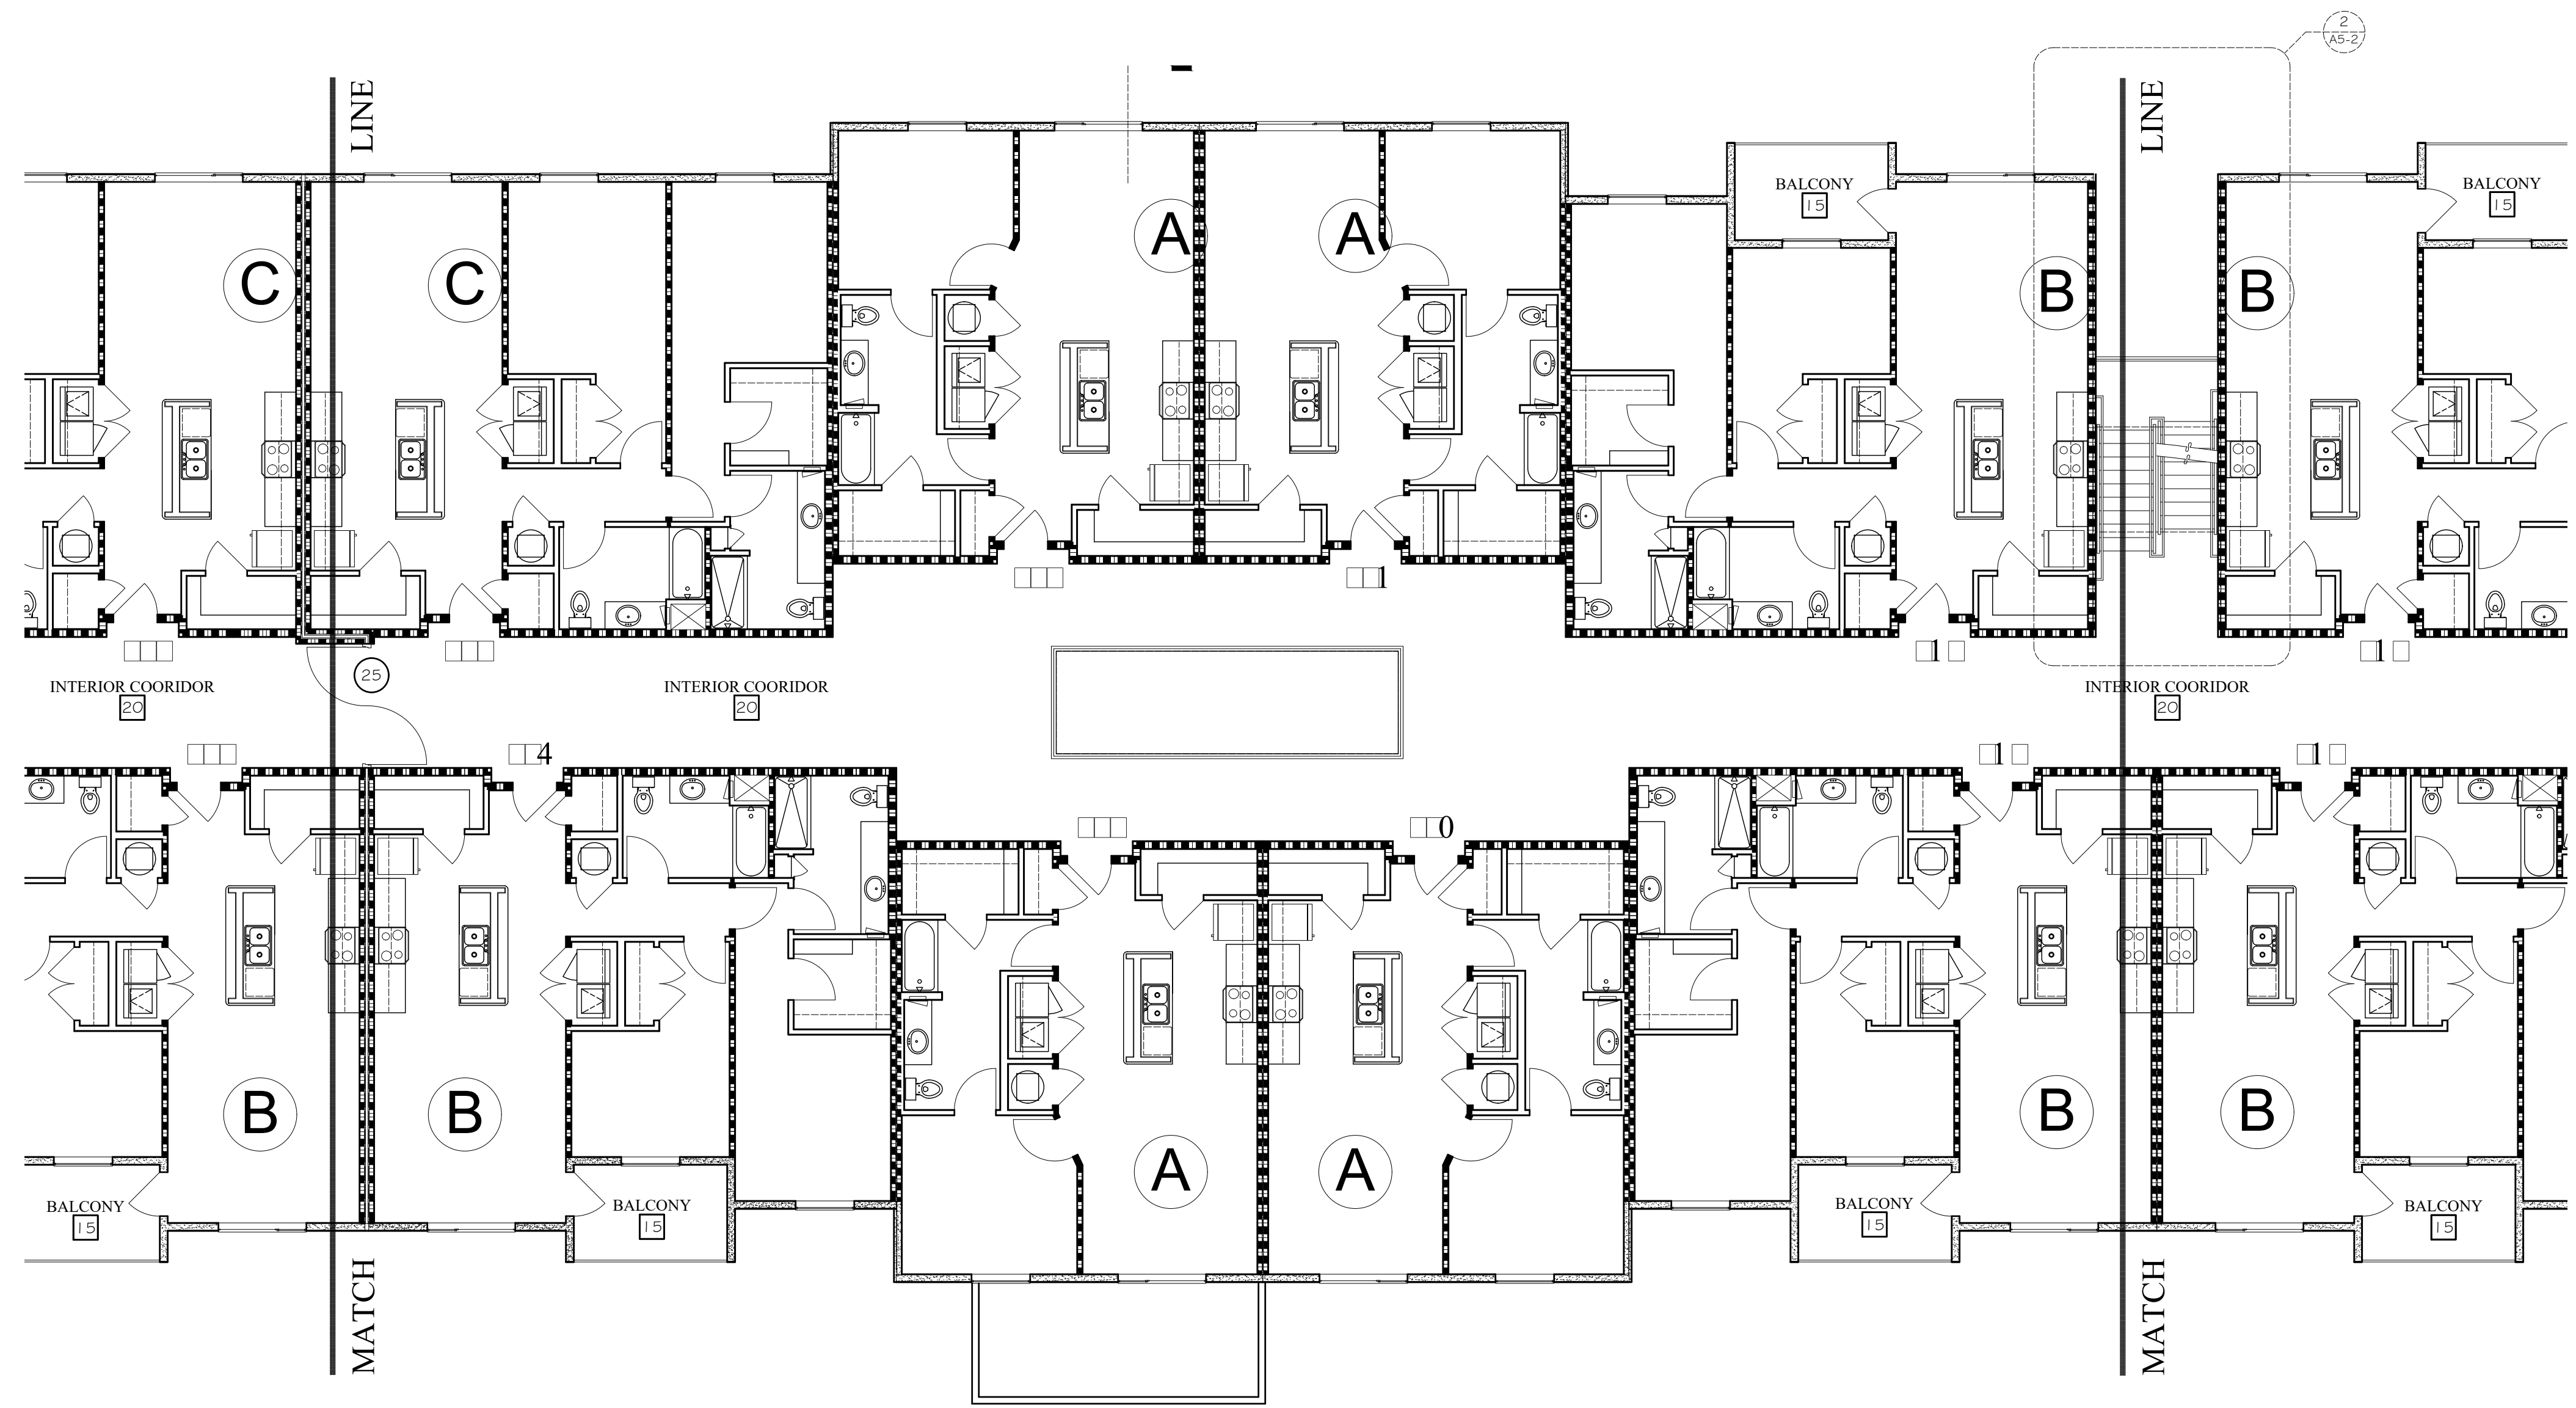 2
A5-2
LINE
LINE
BALCONY
15
BALCONY
15
A
A
C
C
B
B
1
1
1
25
INTERIOR COORIDOR
20
INTERIOR COORIDOR
20
INTERIOR COORIDOR
20
4
1
1
0
B
B
B
B
A
A
BALCONY
15
BALCONY
15
BALCONY
15
BALCONY
15
MATCH
MATCH